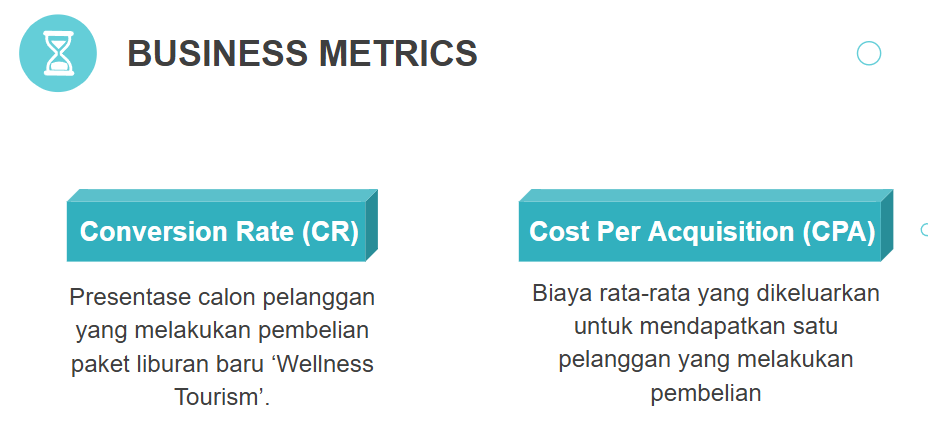 BUSINESS METRICS
Conversion Rate (CR)
Presentase calon pelanggan
yang melakukan pembelian
paket liburan baru ‘Wellness
Tourism’.
Cost Per Acquisition (CPA)
Biaya rata-rata yang dikeluarkan
untuk mendapatkan satu
pelanggan yang melakukan
pembelian